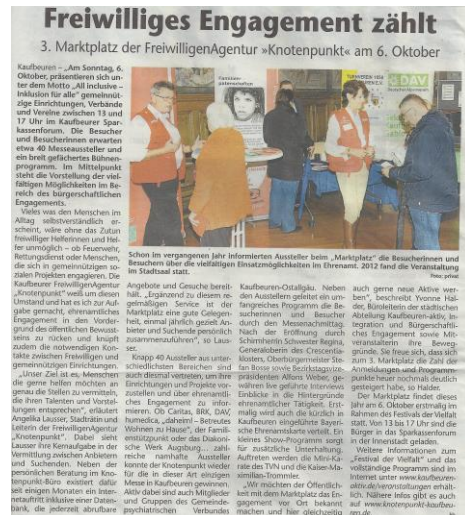 Freiwilliges Engagement zählt
3. Marktplatz der FreiwilligenAgentur »Knotenpunkt« am 6. Oktober
Kaufbeuren – „Am Sonntag, 6.
Oktober, präsentieren sich un-
ter dem Motto „All inclusive –
Inklusion für alle“ gemeinnüt-
zige Einrichtungen, Verbände
und Vereine zwischen 13 und
17 Uhr im Kaufbeurer Spar-
kassenforum. Die Besucher
und Besucherinnen erwarten
etwa 40 Messeaussteller und
ein breit gefächertes Bühnen-
programm. Im Mittelpunkt
steht die Vorstellung der viel-
fältigen Möglichkeiten im Be-
reich des bürgerschaftlichen
Engagements.
Vieles was den Menschen im
Alltag selbstverständlich er-
scheint, wäre ohne das Zutun
freiwilliger Helferinnen und Hel-
fer unmöglich – ob Feuerwehr,
Rettungsdienst oder Menschen,
die sich in gemeinnützigen so-
zialen Projekten engagieren. Die
Kaufbeurer FreiwilligenAgentur
„Knotenpunkt“ weiß um diesen
Umstand und hat es ich zur Auf-
gabe gemacht, ehrenamtliches
Engagement in den Vorder-
grund des öffentlichen Bewusst-
seins zu rücken und knüpft
zudem die notwendigen Kon-
takte zwischen Freiwilligen und
gemeinnützigen Einrichtungen.
„Unser Ziel ist es, Menschen
die gerne helfen möchten an
genau die Stellen zu vermitteln,
die ihren Talenten und Vorstel-
lungen entsprechen“, erläutert
Angelika Lausser, Stadträtin und
Leiterin der FreiwilligenAgentur
„Knotenpunkt“. Dabei sieht
Lausser ihre Kernaufgabe in der
Vermittlung zwischen Anbietern
und Suchenden. Neben der
persönlichen Beratung im Kno-
tenpunkt-Büro existiert dafür
seit einigen Monaten ein Inter-
netauftritt inklusive einer Daten-
bank, die jederzeit abrufbare
Familien-
patenschaften
TURNVEREIN
DAV
Schon im vergangenen Jahr informierten Aussteller beim „Marktplatz“ die Besucherinnen und
Besuchern über die vielfältigen Einsatzmöglichkeiten im Ehrenamt. 2012 fand die Veranstaltung
im Stadtsaal statt.
Foto: privat
Angebote und Gesuche bereit-
hält. „Ergänzend zu diesem re-
gelmäßigen Service ist der
Marktplatz eine gute Gelegen-
heit, enmal jährlich gezielt An-
bieter und Suchende persönlich
zusammenzuführen“, so Laus-
ser.
Knapp 40 Aussteller aus unter-
schiedlichsten Bereichen sind
auch diesmal vertreten, um ihre
Einrichtungen und Projekte vor-
zustellen und über ehrenamtli-
ches Engagement zu infor-
mieren. Ob Caritas, BRK, DAV,
humedica, „daheim! – Betreutes
Wohnen zu Hause“, der Famili-
enstützpunkt oder das Diakoni-
sche Werk Augsburg... zahl-
reiche namhafte Aussteller
konnte der Knotenpunkt wieder
für die in dieser Art einzigen
Messe in Kaufbeuren gewinnen.
Aktiv dabei sind auch Mitglieder
und Gruppen des Gemeinde-
psychiatrischen Verbundes
Kaufbeuren-Ostallgäu. Neben
den Ausstellern geleitet ein um-
fangreiches Programm die Be-
sucherinnen und Besucher
durch den Messenachmittag.
Nach der Eröffnung durch
Schirmherrin Schwester Regina,
Generaloberin des Crescentia-
klosters, Oberbürgermeister Ste-
fan Bosse sowie Bezirkstagsvize-
präsidenten Alfons Weber, ge-
währen live geführte Interviews
Einblicke in die Hintergründe
ehrenamtlicher Tätigkeit. Erst-
malig wird auch die kürzlich in
Kaufbeuren eingeführte Bayeri-
sche Ehrenamtskarte verteilt. Ein
kleines Show-Programm sorgt
für zusätzliche Unterhaltung.
Auftreten werden die Mini-Ka-
rate des TVN und die Kaiser-Ma-
ximilian-Trommler.
„Wir möchten der Öffentlich-
keit mit dem Marktplatz das En-
gagement vor Ort bekannt
machen und hier gleichzeitig
auch gerne neue Aktive wer-
ben“, beschreibt Yvonne Hal-
der, Büroleiterin der städtischen
Abteilung Kaufbeuren-aktiv, In-
tegration und Bürgerschaftli-
ches Engagement sowie Mit-
veranstalterin ihre Beweg-
gründe. Sie freue sich, dass sich
zum 3. Marktplatz die Zahl der
Anmeldungen und Programm-
punkte heuer nochmals deutlich
gesteigert habe, so Halder.
Der Marktplatz findet dieses
Jahr am 6. Oktober erstmalig im
Rahmen des Festivals der Vielfalt
statt. Von 13 bis 17 Uhr sind die
Bürger in das Sparkassenforum
in der Innenstadt geladen.
Weitere Informationen zum
„Festival der Vielfalt“ und das
vollständige Programm sind im
Internet unter www.kaufbeuren-
aktiv.de/veranstaltungen erhält-
lich. Nähere Infos gibt es auch
auf www.knotenpunkt-kaufbeu-
ren.de.